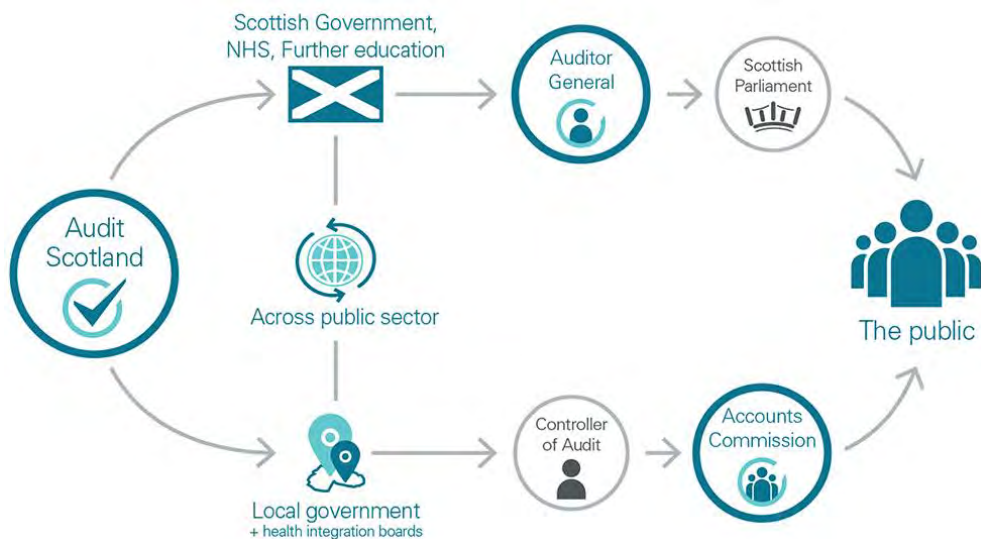 Scottish Government,
NHS, Further education
Auditor
General
Scottish
Parliament
Audit
Scotland
Across public sector
The public
Local government
+ health integration boards
Controller
of Audit
Accounts
Commission